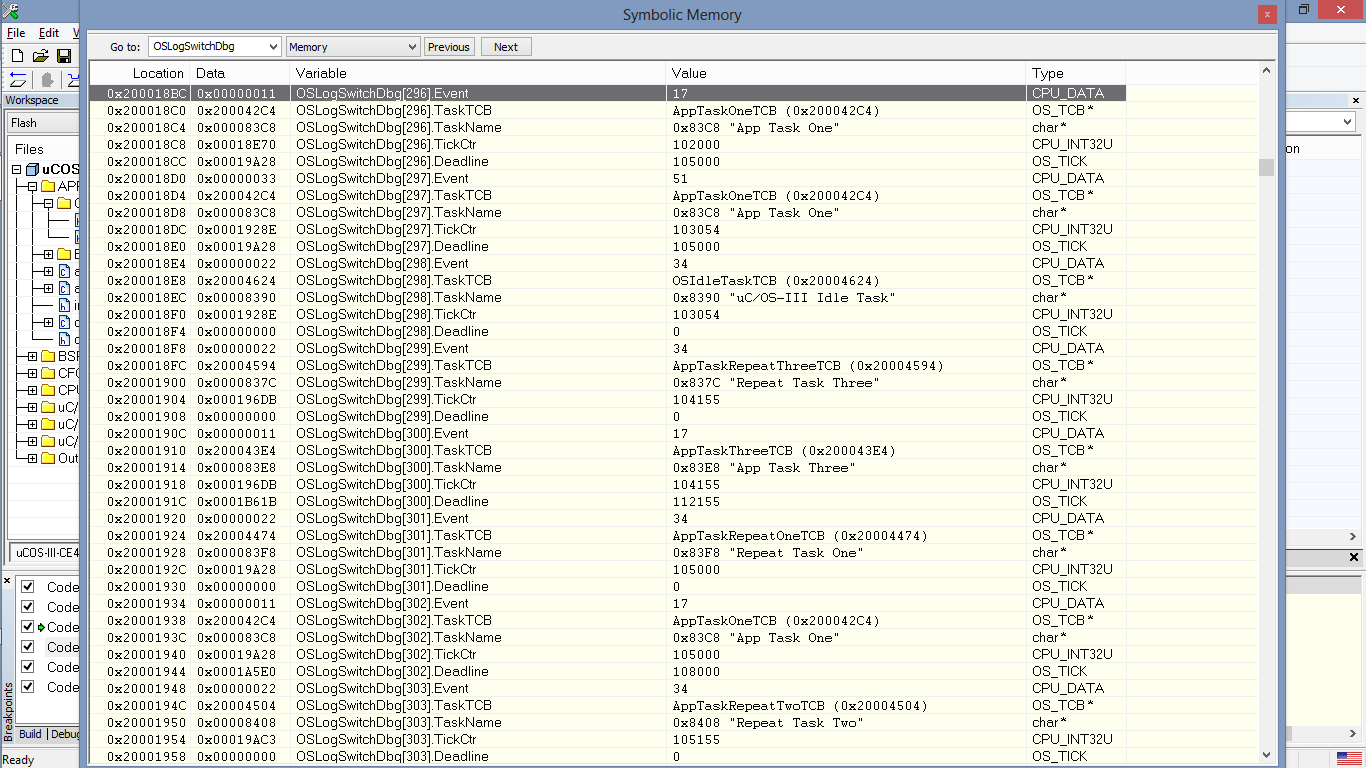 Symbolic Memory
File Edit V
Go to: OSLogSwitchDbg Memory Previous Next
Workspace
Flash
Files
uCOS
APP
BSP
CPU
uC/
uC/
uC/
Out
uCOS-III-CE4
Code
Code
Code
Code
Code
Code
Breakpoints
Build Debug
Ready
on
Location Data Variable Value Type
0x200018BC 0x00000011 OSLogSwitchDbg[296].Event 17 CPU_DATA
0x200018C0 0x200042C4 OSLogSwitchDbg[296].TaskTCB AppTaskOneTCB (0x200042C4) OS_TCB*
0x200018C4 0x000083C8 OSLogSwitchDbg[296].TaskName 0x83C8 "App Task One" char*
0x200018C8 0x00018E70 OSLogSwitchDbg[296].TickCtr 102000 CPU_INT32U
0x200018CC 0x00019A28 OSLogSwitchDbg[296].Deadline 105000 OS_TICK
0x200018D0 0x00000033 OSLogSwitchDbg[297].Event 51 CPU_DATA
0x200018D4 0x200042C4 OSLogSwitchDbg[297].TaskTCB AppTaskOneTCB (0x200042C4) OS_TCB*
0x200018D8 0x000083C8 OSLogSwitchDbg[297].TaskName 0x83C8 "App Task One" char*
0x200018DC 0x0001928E OSLogSwitchDbg[297].TickCtr 103054 CPU_INT32U
0x200018E0 0x00019A28 OSLogSwitchDbg[297].Deadline 105000 OS_TICK
0x200018E4 0x00000022 OSLogSwitchDbg[298].Event 34 CPU_DATA
0x200018E8 0x20004624 OSLogSwitchDbg[298].TaskTCB OSIdleTaskTCB (0x20004624) OS_TCB*
0x200018EC 0x00008390 OSLogSwitchDbg[298].TaskName 0x8390 "uC/OS-III Idle Task" char*
0x200018F0 0x0001928E OSLogSwitchDbg[298].TickCtr 103054 CPU_INT32U
0x200018F4 0x00000000 OSLogSwitchDbg[298].Deadline 0 OS_TICK
0x200018F8 0x00000022 OSLogSwitchDbg[299].Event 34 CPU_DATA
0x200018FC 0x20004594 OSLogSwitchDbg[299].TaskTCB AppTaskRepeatThreeTCB (0x20004594) OS_TCB*
0x20001900 0x0000837C OSLogSwitchDbg[299].TaskName 0x837C "Repeat Task Three" char*
0x20001904 0x000196DB OSLogSwitchDbg[299].TickCtr 104155 CPU_INT32U
0x20001908 0x00000000 OSLogSwitchDbg[299].Deadline 0 OS_TICK
0x2000190C 0x00000011 OSLogSwitchDbg[300].Event 17 CPU_DATA
0x20001910 0x200043E4 OSLogSwitchDbg[300].TaskTCB AppTaskThreeTCB (0x200043E4) OS_TCB*
0x20001914 0x000083E8 OSLogSwitchDbg[300].TaskName 0x83E8 "App Task Three" char*
0x20001918 0x000196DB OSLogSwitchDbg[300].TickCtr 104155 CPU_INT32U
0x2000191C 0x0001B61B OSLogSwitchDbg[300].Deadline 112155 OS_TICK
0x20001920 0x00000022 OSLogSwitchDbg[301].Event 34 CPU_DATA
0x20001924 0x20004474 OSLogSwitchDbg[301].TaskTCB AppTaskRepeatOneTCB (0x20004474) OS_TCB*
0x20001928 0x000083F8 OSLogSwitchDbg[301].TaskName 0x83F8 "Repeat Task One" char*
0x2000192C 0x00019A28 OSLogSwitchDbg[301].TickCtr 105000 CPU_INT32U
0x20001930 0x00000000 OSLogSwitchDbg[301].Deadline 0 OS_TICK
0x20001934 0x00000011 OSLogSwitchDbg[302].Event 17 CPU_DATA
0x20001938 0x200042C4 OSLogSwitchDbg[302].TaskTCB AppTaskOneTCB (0x200042C4) OS_TCB*
0x2000193C 0x000083C8 OSLogSwitchDbg[302].TaskName 0x83C8 "App Task One" char*
0x20001940 0x00019A28 OSLogSwitchDbg[302].TickCtr 105000 CPU_INT32U
0x20001944 0x0001A5E0 OSLogSwitchDbg[302].Deadline 108000 OS_TICK
0x20001948 0x00000022 OSLogSwitchDbg[303].Event 34 CPU_DATA
0x2000194C 0x20004504 OSLogSwitchDbg[303].TaskTCB AppTaskRepeatTwoTCB (0x20004504) OS_TCB*
0x20001950 0x00008408 OSLogSwitchDbg[303].TaskName 0x8408 "Repeat Task Two" char*
0x20001954 0x00019AC3 OSLogSwitchDbg[303].TickCtr 105155 CPU_INT32U
0x20001958 0x00000000 OSLogSwitchDbg[303].Deadline 0 OS_TICK